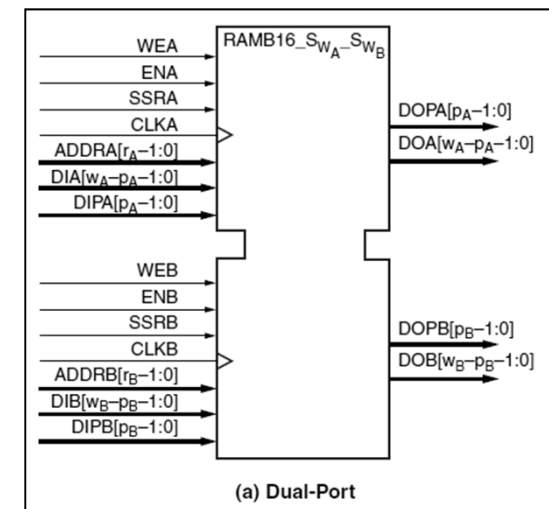 RAMB16_SWA_SWB
WEA
ENA
SSRA
CLKA
ADDRA[rA–1:0]
DIA[wA–pA–1:0]
DIPA[pA–1:0]
DOPA[pA–1:0]
DOA[wA–pA–1:0]
WEB
ENB
SSRB
CLKB
ADDRB[rB–1:0]
DIB[wB–pB–1:0]
DIPB[pB–1:0]
DOPB[pB–1:0]
DOB[wB–pB–1:0]
(a) Dual-Port